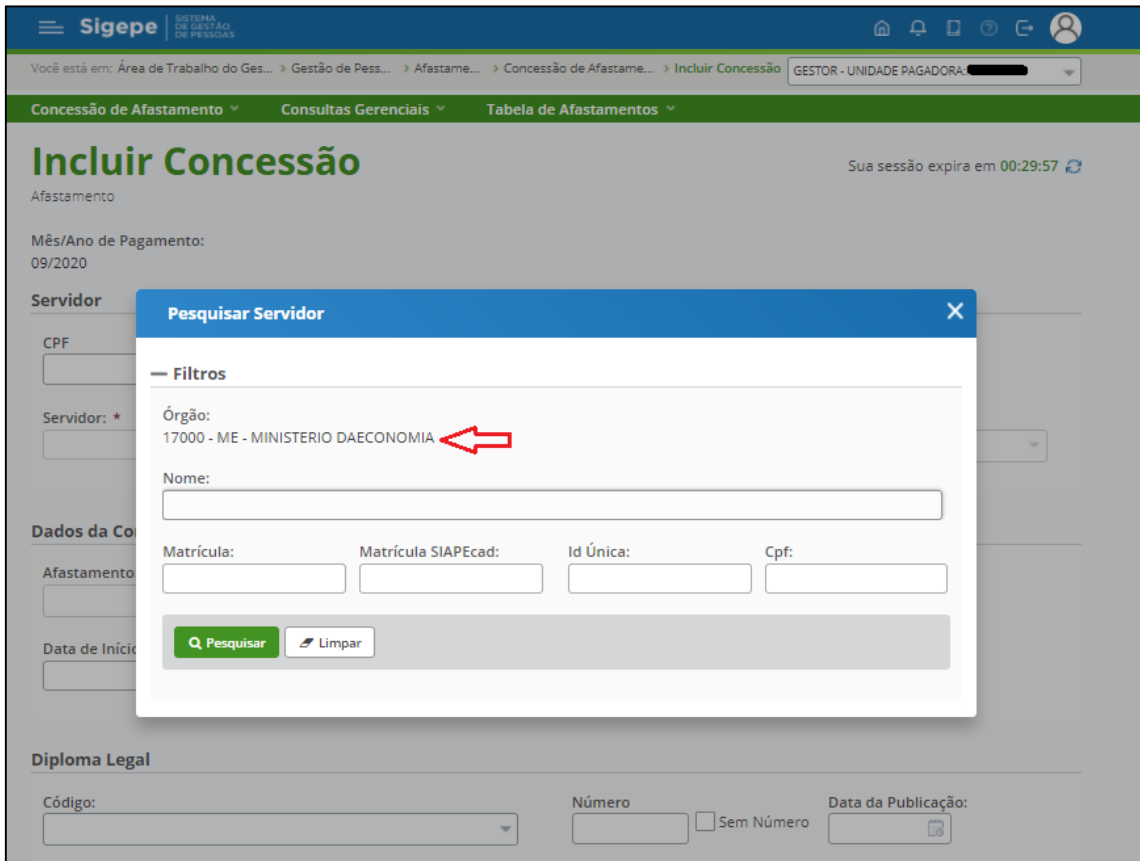 Sigepe SISTEMA
DE GESTÃO
DE PESSOAS
Você está em: Área de Trabalho do Ges... > Gestão de Pess... > Afastame... > Concessão de Afastame... > Incluir Concessão GESTOR - UNIDADE PAGADORA:
Concessão de Afastamento Consultas Gerenciais Tabela de Afastamentos
Incluir Concessão
Sua sessão expira em 00:29:57
Afastamento
Mês/Ano de Pagamento:
09/2020
Servidor
CPF
Servidor: *
Pesquisar Servidor
Filtros
Órgão:
17000 - ME - MINISTERIO DAECONOMIA
Nome:
Matrícula: Matrícula SIAPEcad: Id Única: Cpf:
Pesquisar Limpar
Dados da Co
Afastamento
Data de Iníci
Diploma Legal
Código: Número Data da Publicação:
Sem Número